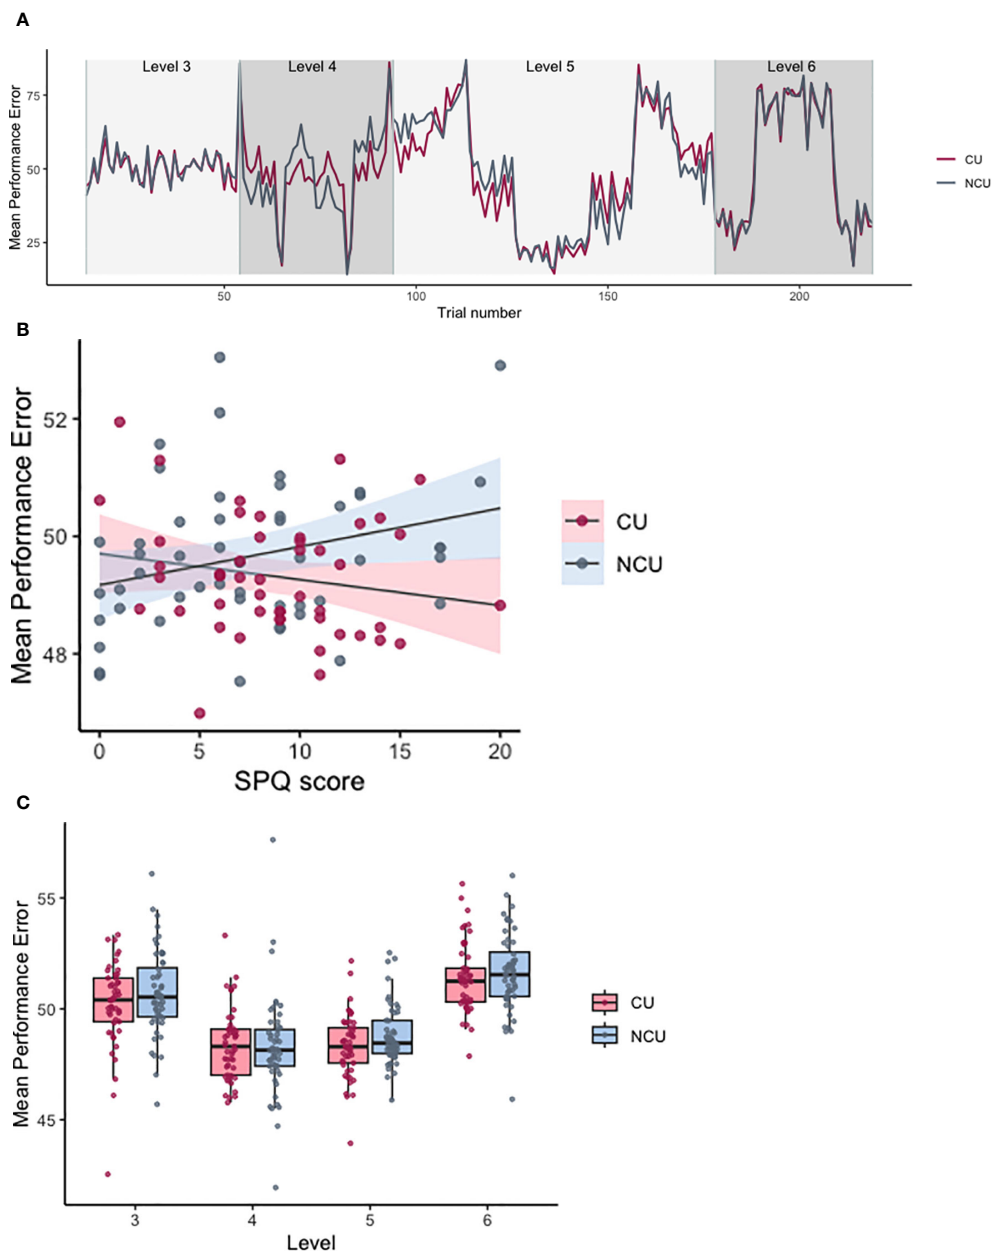 A
Level 3
Level 4
Level 5
Level 6
Mean Performance Error
75
50
25
50
100
150
200
Trial number
CU
NCU
B
Mean Performance Error
52
50
48
0
5
10
15
20
SPQ score
CU
NCU
C
Mean Performance Error
55
50
45
3
4
5
6
Level
CU
NCU